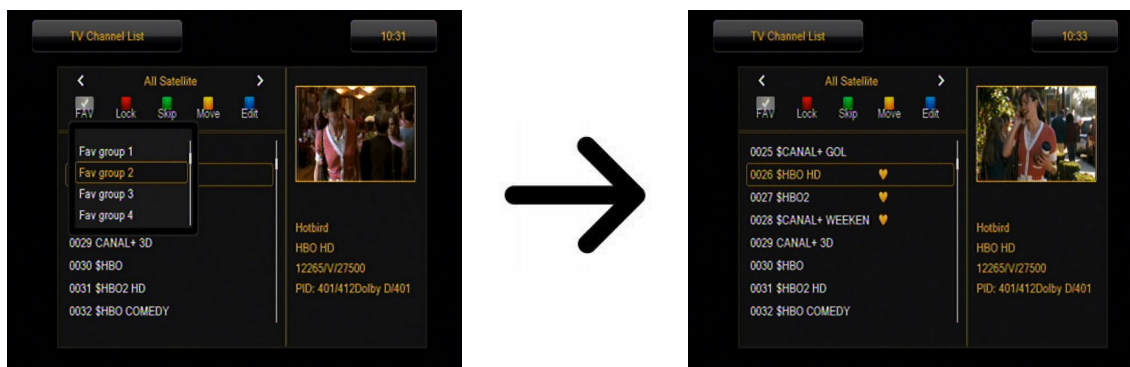 TV Channel List
10:31
All Satellite
FAV Lock Skip Move Edit
Fav group 1
Fav group 2
Fav group 3
Fav group 4
0029 CANAL+ 3D
0030 $HBO
0031 $HBO2 HD
0032 $HBO COMEDY
Hotbird
HBO HD
12265/V/27500
PID: 401/412Dolby D/401
TV Channel List
10:33
All Satellite
FAV Lock Skip Move Edit
0025 $CANAL+ GOL
0026 $HBO HD
0027 $HBO2
0028 $CANAL+ WEEKEN
0029 CANAL+ 3D
0030 $HBO
0031 $HBO2 HD
0032 $HBO COMEDY
Hotbird
HBO HD
12265/V/27500
PID: 401/412Dolby D/401